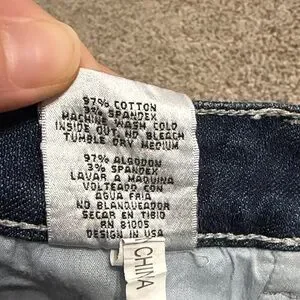 97% COTTON
3% SPANDEX
MACHINE WASH COLD
INSIDE OUT NO BLEACH
TUMBLE DRY MEDIUM
97% ALGODON
3% SPANDEX
LAVAR A MAQUINA
VOLTEADO CON
AGUA FRIA
NO BLANQUEADOR
SECAR EN TIBIO
RN 81005
DESIGN IN USA
CHINA